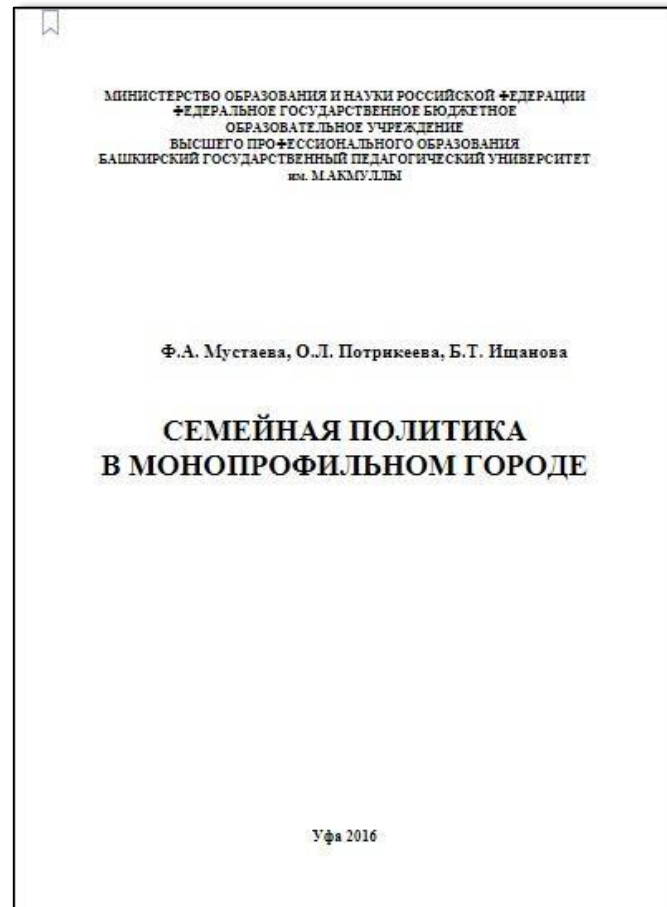 МИНИСТЕРСТВО ОБРАЗОВАНИЯ И НАУКИ РОССИЙСКОЙ ФЕДЕРАЦИИ
ФЕДЕРАЛЬНОЕ ГОСУДАРСТВЕННОЕ БЮДЖЕТНОЕ
ОБРАЗОВАТЕЛЬНОЕ УЧРЕЖДЕНИЕ
ВЫСШЕГО ПРОФЕССИОНАЛЬНОГО ОБРАЗОВАНИЯ
БАШКИРСКИЙ ГОСУДАРСТВЕННЫЙ ПЕДАГОГИЧЕСКИЙ УНИВЕРСИТЕТ
им. М.АКМУЛЛЫ
Ф.А. Мустаева, О.Л. Потрикеева, Б.Т. Ищанова
СЕМЕЙНАЯ ПОЛИТИКА
В МОНОПРОФИЛЬНОМ ГОРОДЕ
Уфа 2016